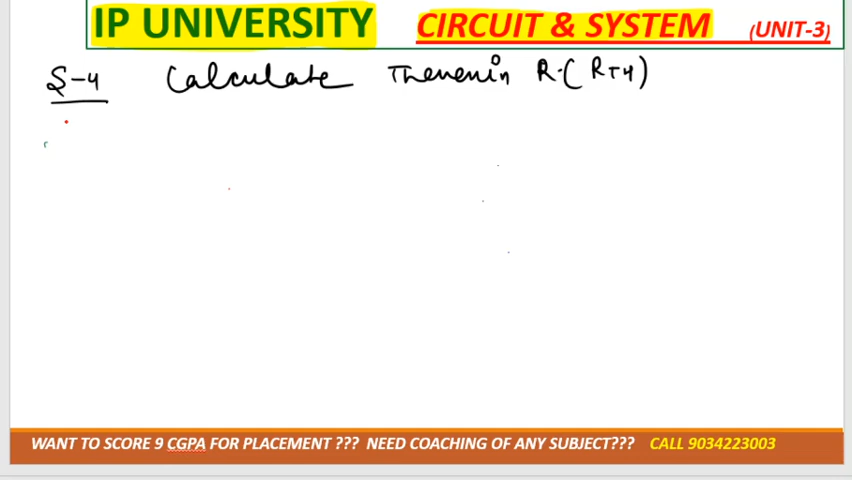 IP UNIVERSITY CIRCUIT & SYSTEM (UNIT-3)
S-4 Calculate Thevenin R.(RTH)
WANT TO SCORE 9 CGPA FOR PLACEMENT ??? NEED COACHING OF ANY SUBJECT??? CALL 9034223003